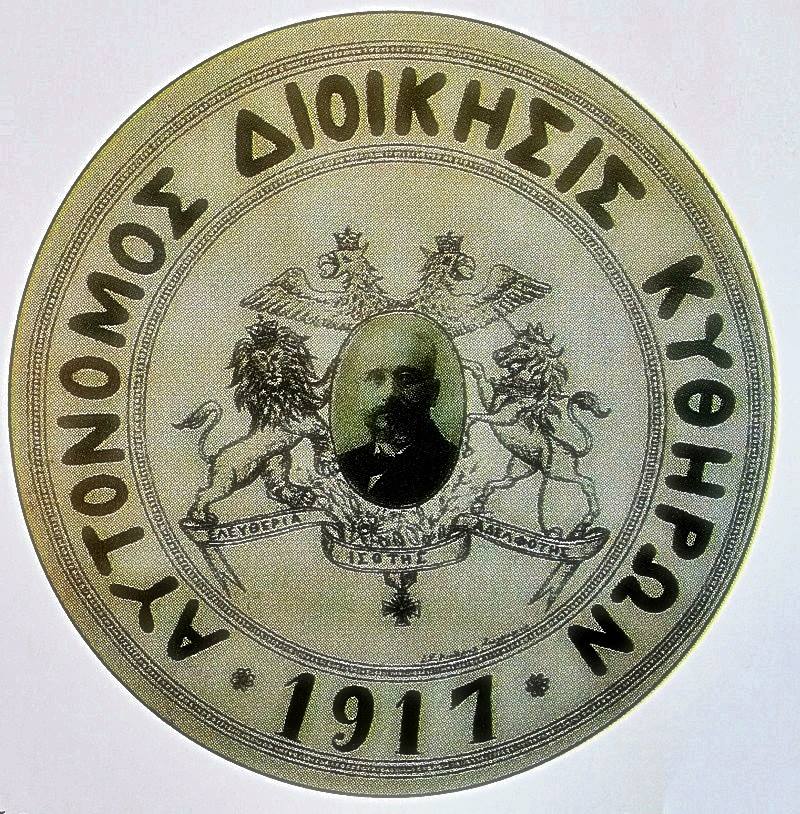 ΑΥΤΟΝΟΜΟΣ ΔΙΟΙΚΗΣΙΣ ΚΥΘΗΡΩΝ
ΕΛΕΥΘΕΡΙΑ
ΙΣΟΤΗΣ
ΑΔΕΛΦΟΤΗΣ
* 1917 *